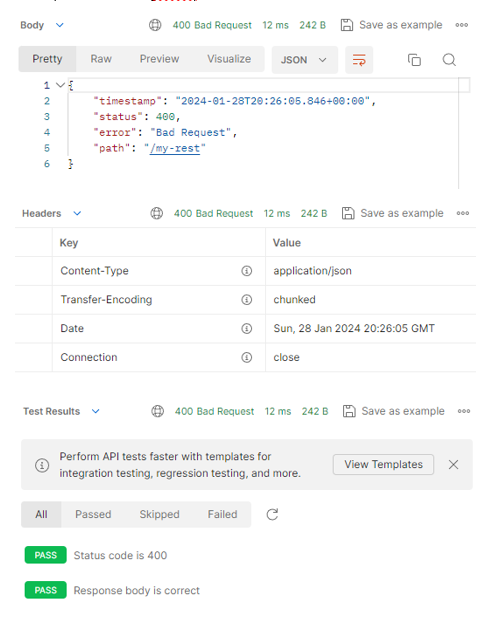 Body 400 Bad Request 12 ms 242 B Save as example
Pretty Raw Preview Visualize JSON
1 {
2 "timestamp": "2024-01-28T20:26:05.846+00:00",
3 "status": 400,
4 "error": "Bad Request",
5 "path": "/my-rest"
6 }
Headers 400 Bad Request 12 ms 242 B Save as example
Key Value
Content-Type application/json
Transfer-Encoding chunked
Date Sun, 28 Jan 2024 20:26:05 GMT
Connection close
Test Results 400 Bad Request 12 ms 242 B Save as example
Perform API tests faster with templates for
integration testing, regression testing, and more.
View Templates
All Passed Skipped Failed
PASS Status code is 400
PASS Response body is correct